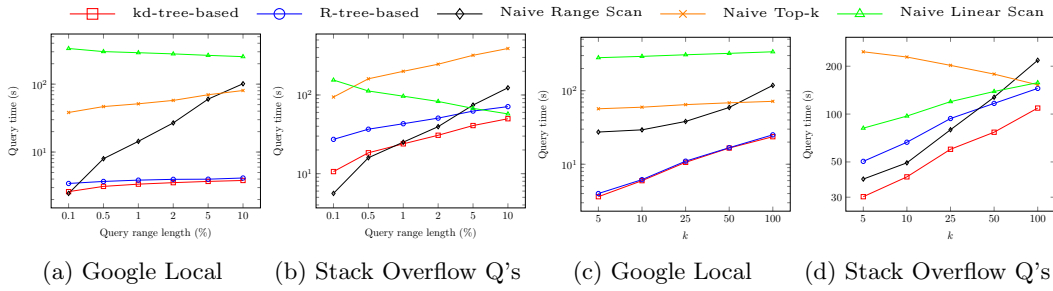 kd-tree-based R-tree-based Naive Range Scan Naive Top-k Naive Linear Scan
Query time (s)
10^2
10^1
0.1 0.5 1 2 5 10
Query range length (%)
(a) Google Local
Query time (s)
10^2
10^1
0.1 0.5 1 2 5 10
Query range length (%)
(b) Stack Overflow Q's
Query time (s)
10^2
10^1
5 10 25 50 100
k
(c) Google Local
Query time (s)
200
100
50
30
5 10 25 50 100
k
(d) Stack Overflow Q's